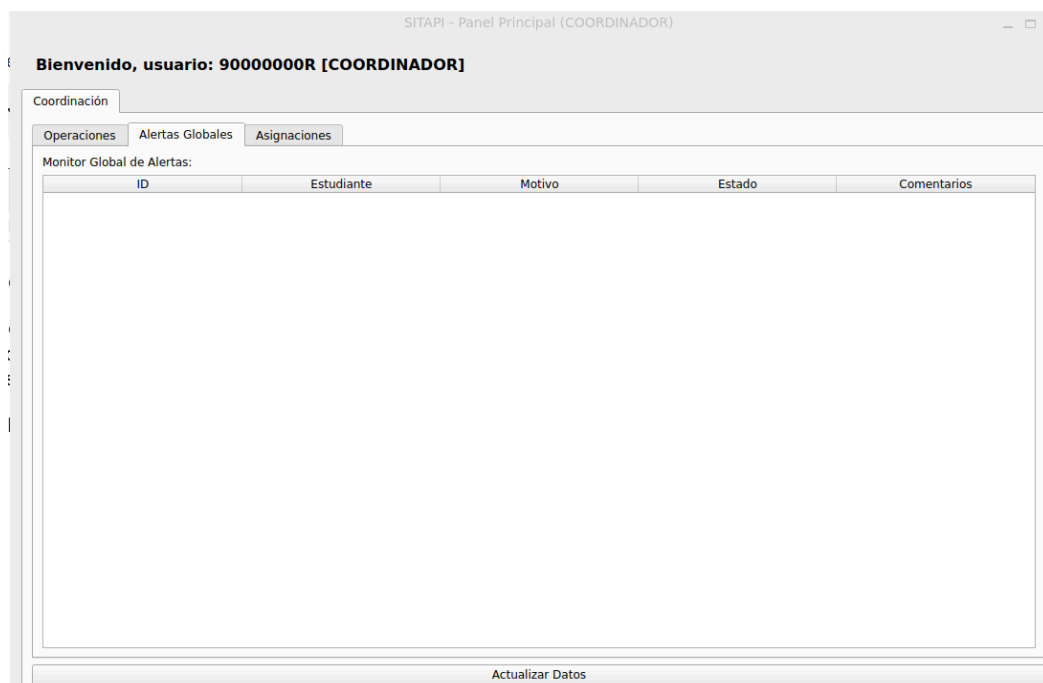 SITAPI - Panel Principal (COORDINADOR)
Bienvenido, usuario: 90000000R [COORDINADOR]
Coordinación
Operaciones Alertas Globales Asignaciones
Monitor Global de Alertas:
ID Estudiante Motivo Estado Comentarios
Actualizar Datos